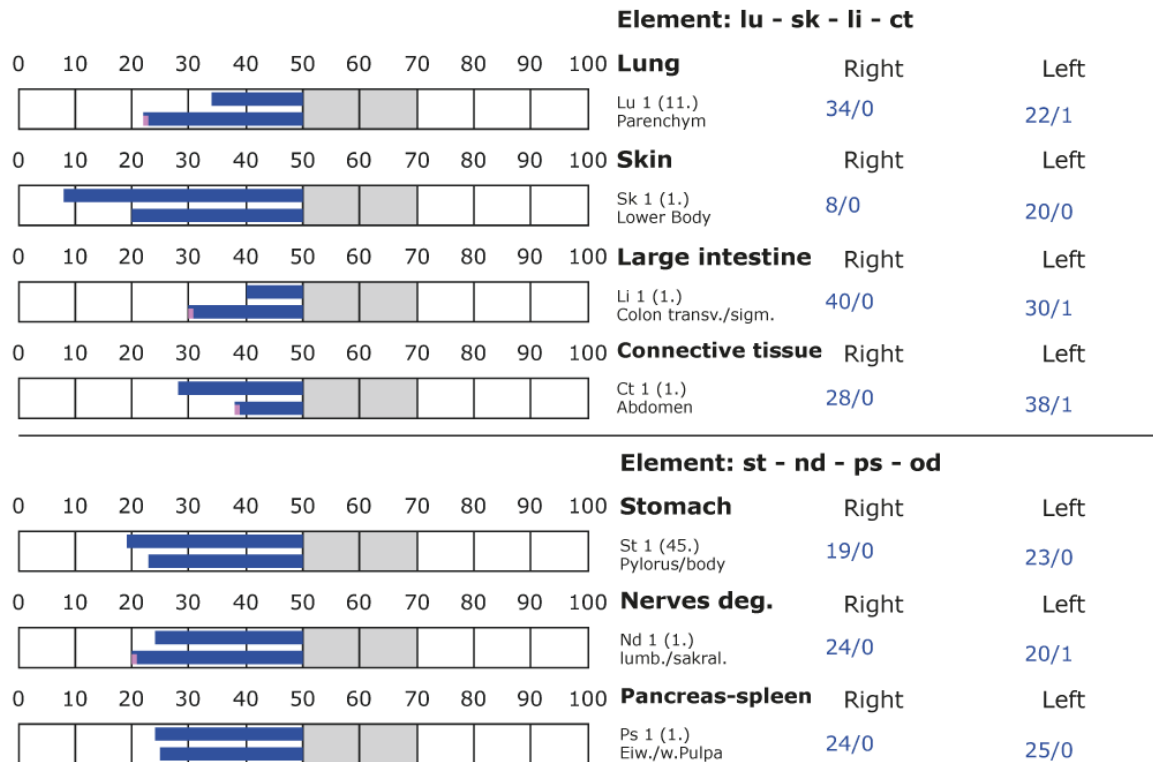 Element: lu - sk - li - ct
0 10 20 30 40 50 60 70 80 90 100 Lung Right Left
Lu 1 (11.) 34/0 22/1
Parenchym
0 10 20 30 40 50 60 70 80 90 100 Skin Right Left
Sk 1 (1.) 8/0 20/0
Lower Body
0 10 20 30 40 50 60 70 80 90 100 Large intestine Right Left
Li 1 (1.) 40/0 30/1
Colon transv./sigm.
0 10 20 30 40 50 60 70 80 90 100 Connective tissue Right Left
Ct 1 (1.) 28/0 38/1
Abdomen
Element: st - nd - ps - od
0 10 20 30 40 50 60 70 80 90 100 Stomach Right Left
St 1 (45.) 19/0 23/0
Pylorus/body
0 10 20 30 40 50 60 70 80 90 100 Nerves deg. Right Left
Nd 1 (1.) 24/0 20/1
lumb./sakral.
0 10 20 30 40 50 60 70 80 90 100 Pancreas-spleen Right Left
Ps 1 (1.) 24/0 25/0
Eiw./w.Pulpa